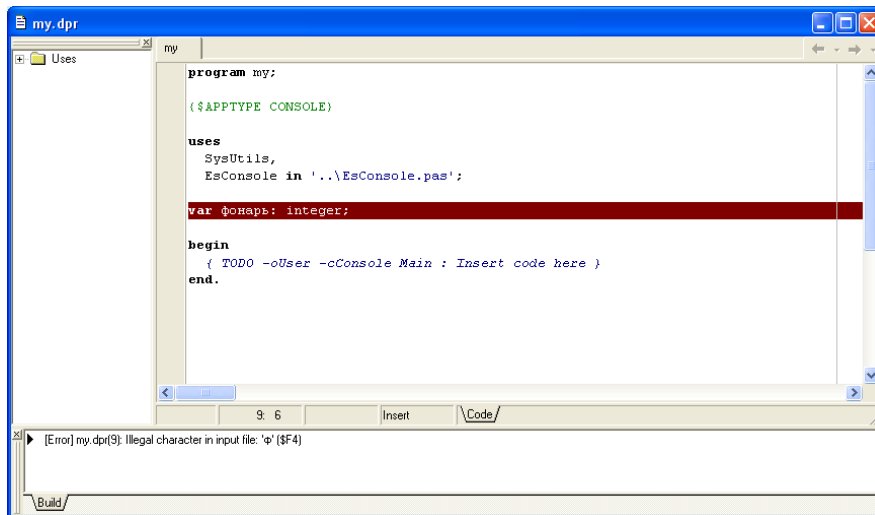 my.dpr
Uses
my
program my;
{$APPTYPE CONSOLE}
uses
SysUtils,
EsConsole in '..\EsConsole.pas';
var фонарь: integer;
begin
{ TODO -oUser -cConsole Main : Insert code here }
end.
9: 6
Insert
Code
[Error] my.dpr(9): Illegal character in input file: 'ф' ($F4)
Build